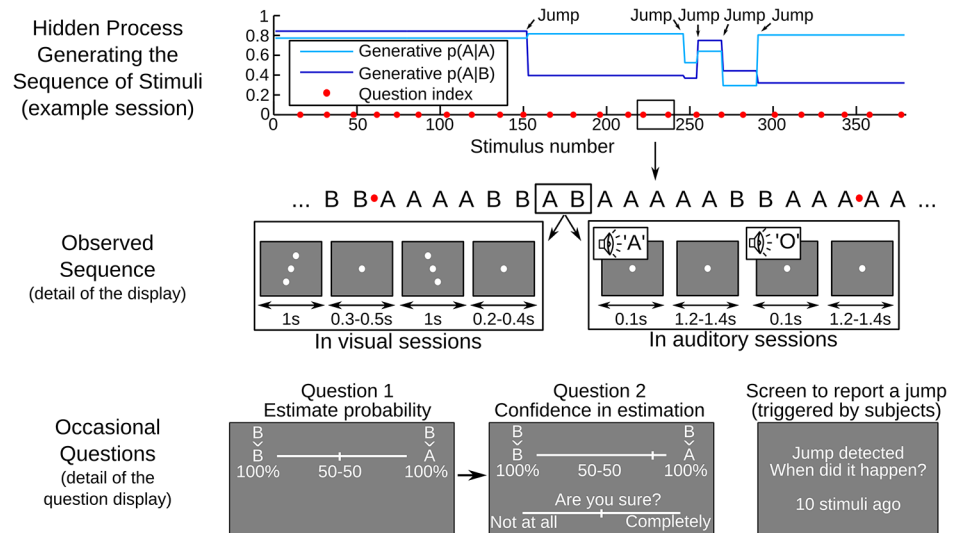 Hidden Process
Generating the
Sequence of Stimuli
(example session)
1
0.8
0.6
0.4
0.2
0
Jump
Jump Jump Jump Jump
Generative p(A|A)
Generative p(A|B)
Question index
0 50 100 150 200 250 300 350
Stimulus number
... B B A A A A B B A B A A A A A B B A A A A A ...
Observed
Sequence
(detail of the display)
1s 0.3-0.5s 1s 0.2-0.4s
In visual sessions
'A' 'O'
0.1s 1.2-1.4s 0.1s 1.2-1.4s
In auditory sessions
Occasional
Questions
(detail of the
question display)
Question 1
Estimate probability
B B
B A
100% 50-50 100%
Question 2
Confidence in estimation
B B
B A
100% 50-50 100%
Are you sure?
Not at all Completely
Screen to report a jump
(triggered by subjects)
Jump detected
When did it happen?
10 stimuli ago